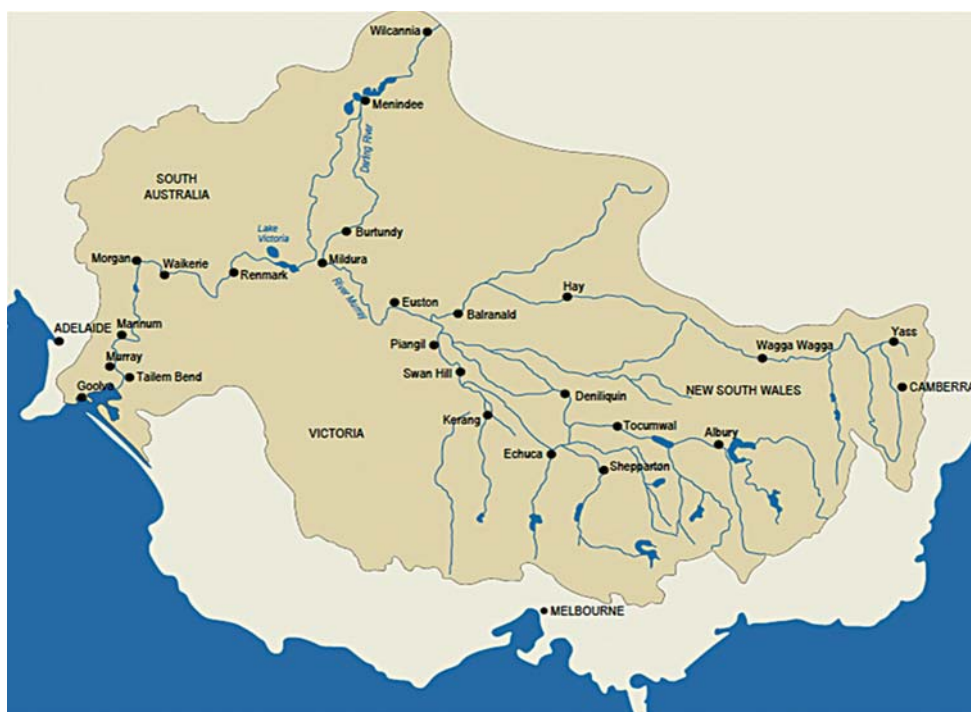 Wilcannia
Menindee
Darling River
SOUTH
AUSTRALIA
Lake
Victoria
Burtundy
Morgan
Waikerie
Renmark
Mildura
River Murray
Euston
Hay
Balranald
ADELAIDE
Mannum
Piangil
Wagga Wagga
Yass
Murray
Tailem Bend
Swan Hill
Goolwa
Deniliquin
NEW SOUTH WALES
CAMBERRA
Kerang
VICTORIA
Tocumwal
Albury
Echuca
Shepparton
MELBOURNE